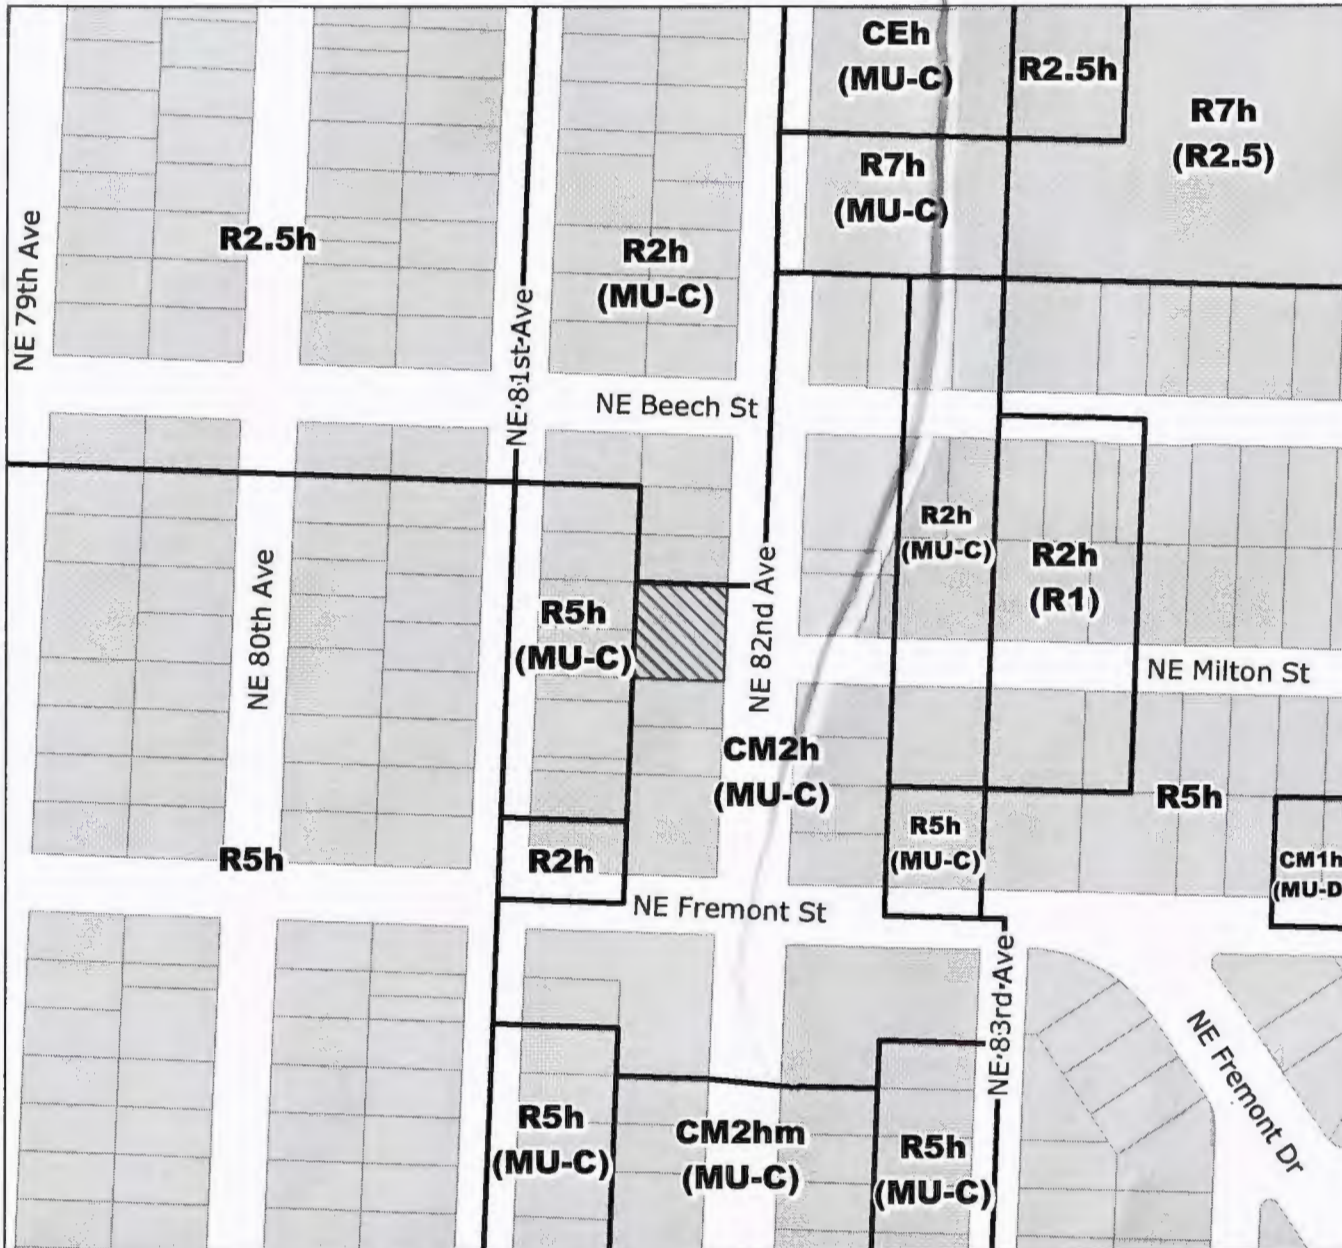 CEh
(MU-C)
R2.5h
R7h
(R2.5)
R7h
(MU-C)
NE 79th Ave
R2.5h
R2h
(MU-C)
NE 81st Ave
NE Beech St
R2h
(MU-C)
R2h
(R1)
NE 80th Ave
R5h
(MU-C)
NE 82nd Ave
NE Milton St
CM2h
(MU-C)
R5h
R5h
(MU-C)
CM1h
(MU-D
R5h
R2h
NE Fremont St
NE 83rd Ave
NE Fremont Dr
R5h
(MU-C)
CM2hm
(MU-C)
R5h
(MU-C)